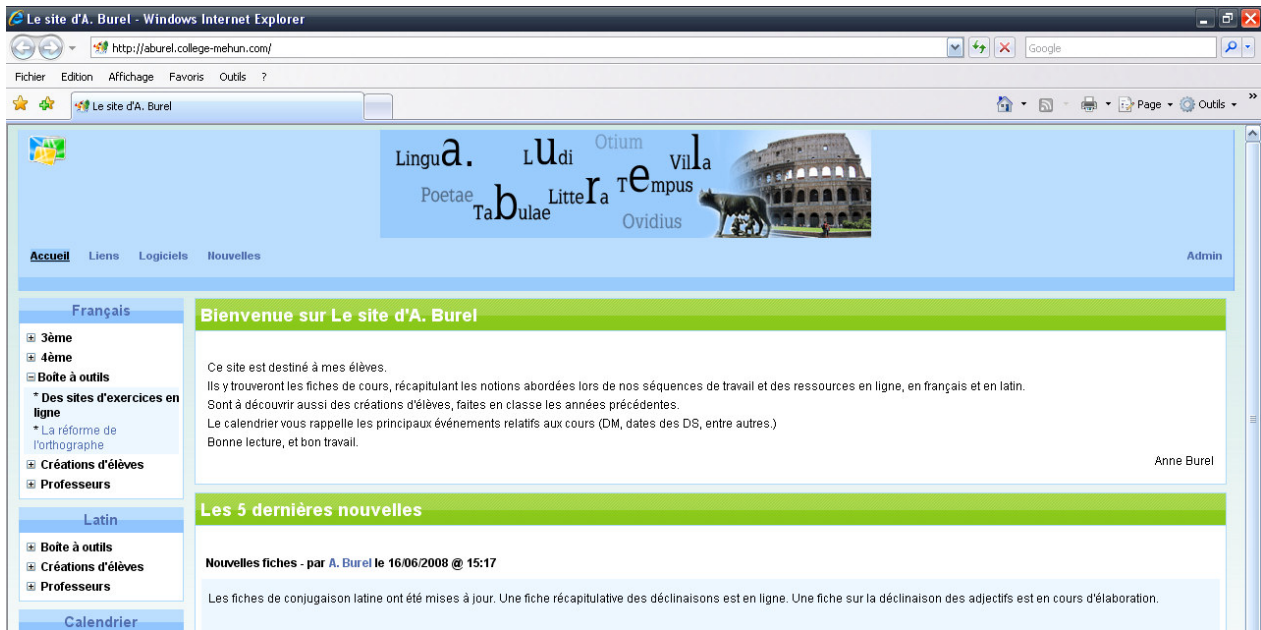 Le site d'A. Burel - Windows Internet Explorer
http://aburel.college-mehun.com/
Google
Fichier Edition Affichage Favoris Outils ?
Le site d'A. Burel
Page Outils »
Lingua. Ludi Otium Villa
Poetae Tabulae Littera Tempus
Ovidius
Accueil Liens Logiciels Nouvelles Admin
Français
3ème
4ème
Boîte à outils
* Des sites d'exercices en
ligne
* La réforme de
l'orthographe
Créations d'élèves
Professeurs
Latin
Boîte à outils
Créations d'élèves
Professeurs
Calendrier
Bienvenue sur Le site d'A. Burel
Ce site est destiné à mes élèves.
Ils y trouveront les fiches de cours, récapitulant les notions abordées lors de nos séquences de travail et des ressources en ligne, en français et en latin.
Sont à découvrir aussi des créations d'élèves, faites en classe les années précédentes.
Le calendrier vous rappelle les principaux événements relatifs aux cours (DM, dates des DS, entre autres.)
Bonne lecture, et bon travail.
Anne Burel
Les 5 dernières nouvelles
Nouvelles fiches - par A. Burel le 16/06/2008 @ 15:17
Les fiches de conjugaison latine ont été mises à jour. Une fiche récapitulative des déclinaisons est en ligne. Une fiche sur la déclinaison des adjectifs est en cours d'élaboration.